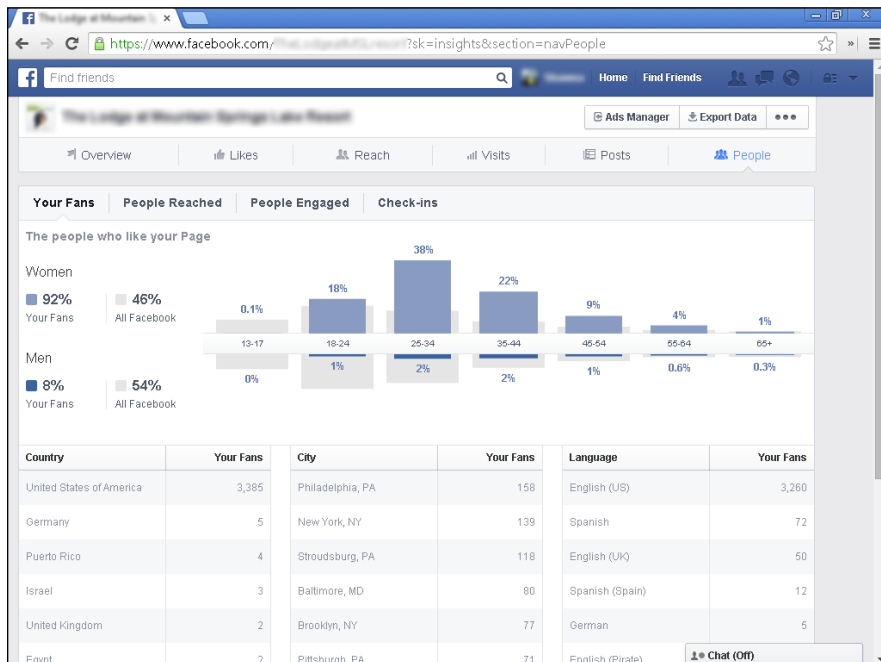 https://www.facebook.com/ ?sk=insights&section=navPeople
Find friends
Home Find Friends
Ads Manager Export Data
Overview Likes Reach Visits Posts People
Your Fans People Reached People Engaged Check-ins
The people who like your Page
Women
92% 46%
Your Fans All Facebook
0.1% 18% 38% 22% 9% 4% 1%
13-17 18-24 25-34 35-44 45-54 55-64 65+
Men
8% 54%
Your Fans All Facebook
0% 1% 2% 2% 1% 0.6% 0.3%
Country Your Fans City Your Fans Language Your Fans
United States of America 3,385 Philadelphia, PA 158 English (US) 3,260
Germany 5 New York, NY 139 Spanish 72
Puerto Rico 4 Stroudsburg, PA 118 English (UK) 50
Israel 3 Baltimore, MD 80 Spanish (Spain) 12
United Kingdom 2 Brooklyn, NY 77 German 5
Egypt 2 Pittsburgh, PA 71 English (Pirate)
Chat (Off)